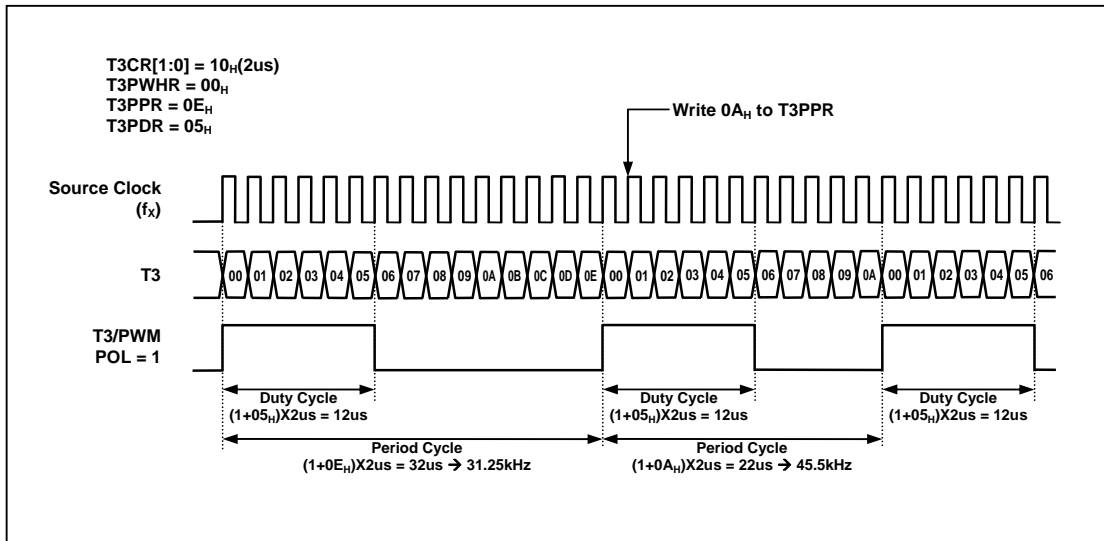 T3CR[1:0] = 10H(2us)
T3PWHR = 00H
T3PPR = 0EH
T3PDR = 05H
Write 0AH to T3PPR
Source Clock
(fX)
T3
00 01 02 03 04 05 06 07 08 09 0A 0B 0C 0D 0E 00 01 02 03 04 05 06 07 08 09 0A 00 01 02 03 04 05 06
T3/PWM
POL = 1
Duty Cycle
(1+05H)X2us = 12us
Duty Cycle
(1+05H)X2us = 12us
Duty Cycle
(1+05H)X2us = 12us
Period Cycle
(1+0EH)X2us = 32us → 31.25kHz
Period Cycle
(1+0AH)X2us = 22us → 45.5kHz